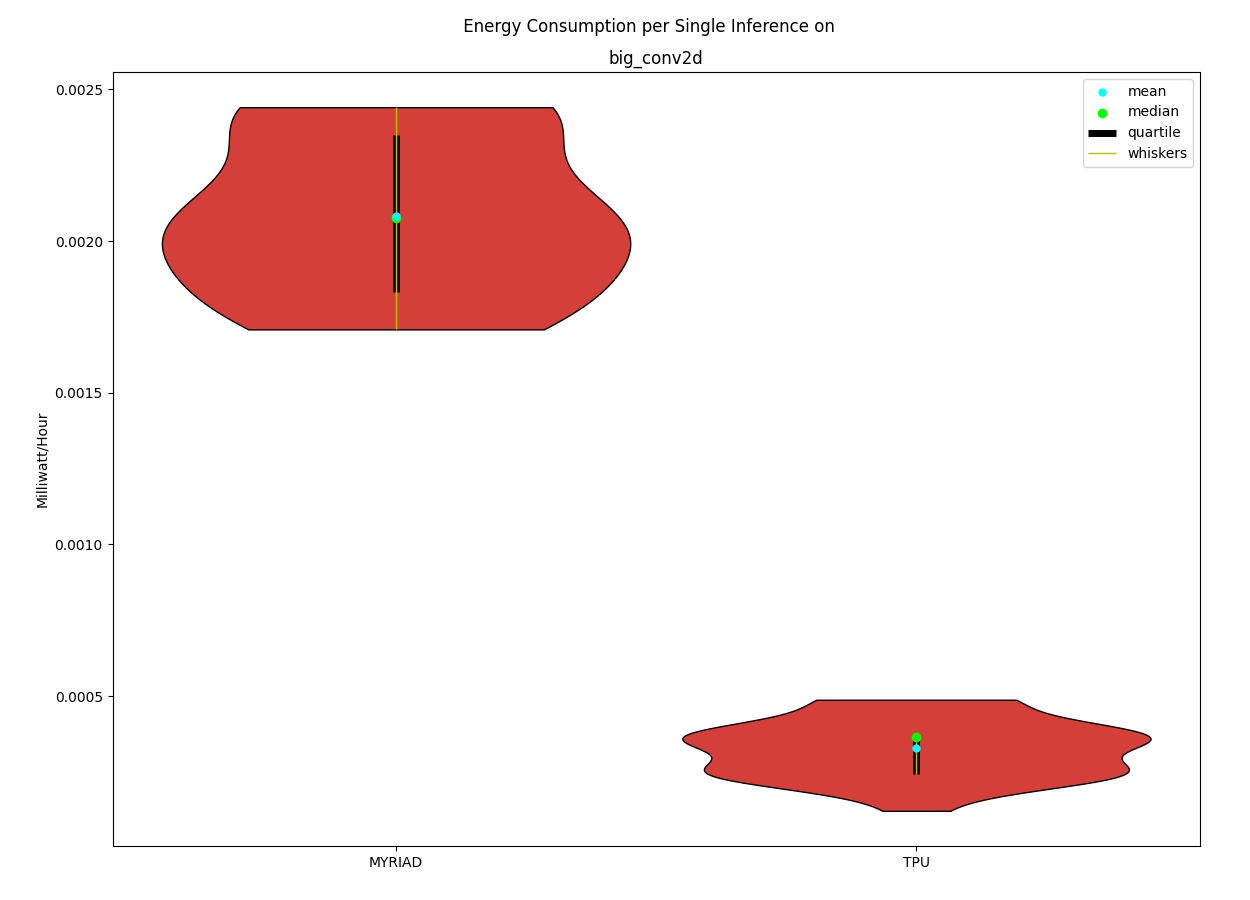 Energy Consumption per Single Inference on
big_conv2d
0.0025
0.0020
0.0015
0.0010
0.0005
Milliwatt/Hour
mean
median
quartile
whiskers
MYRIAD
TPU